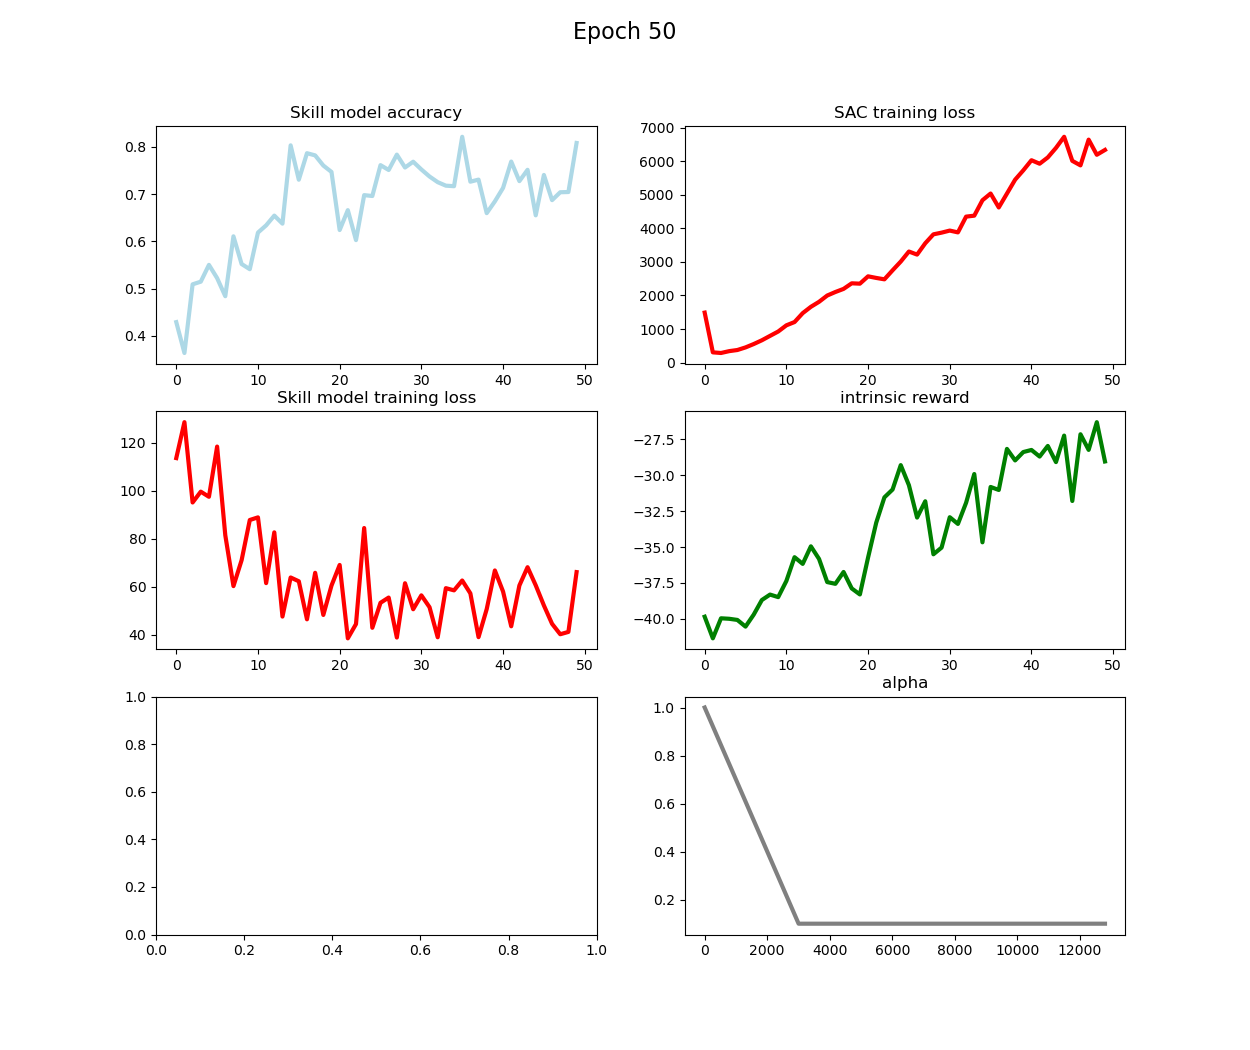 Epoch 50
Skill model accuracy
0.8
0.7
0.6
0.5
0.4
0 10 20 30 40 50
SAC training loss
7000
6000
5000
4000
3000
2000
1000
0
0 10 20 30 40 50
Skill model training loss
120
100
80
60
40
0 10 20 30 40 50
intrinsic reward
−27.5
−30.0
−32.5
−35.0
−37.5
−40.0
0 10 20 30 40 50
1.0
0.8
0.6
0.4
0.2
0.0
0.0 0.2 0.4 0.6 0.8 1.0
alpha
1.0
0.8
0.6
0.4
0.2
0 2000 4000 6000 8000 10000 12000